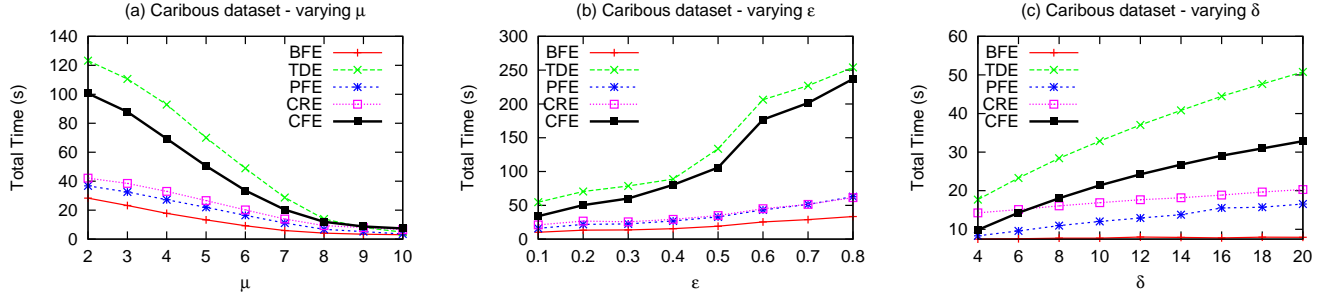 (a) Caribous dataset - varying μ
Total Time (s)
140
120
100
80
60
40
20
0
BFE
TDE
PFE
CRE
CFE
2 3 4 5 6 7 8 9 10
μ
(b) Caribous dataset - varying ε
Total Time (s)
300
250
200
150
100
50
0
BFE
TDE
PFE
CRE
CFE
0.1 0.2 0.3 0.4 0.5 0.6 0.7 0.8
ε
(c) Caribous dataset - varying δ
Total Time (s)
60
50
40
30
20
10
BFE
TDE
PFE
CRE
CFE
4 6 8 10 12 14 16 18 20
δ